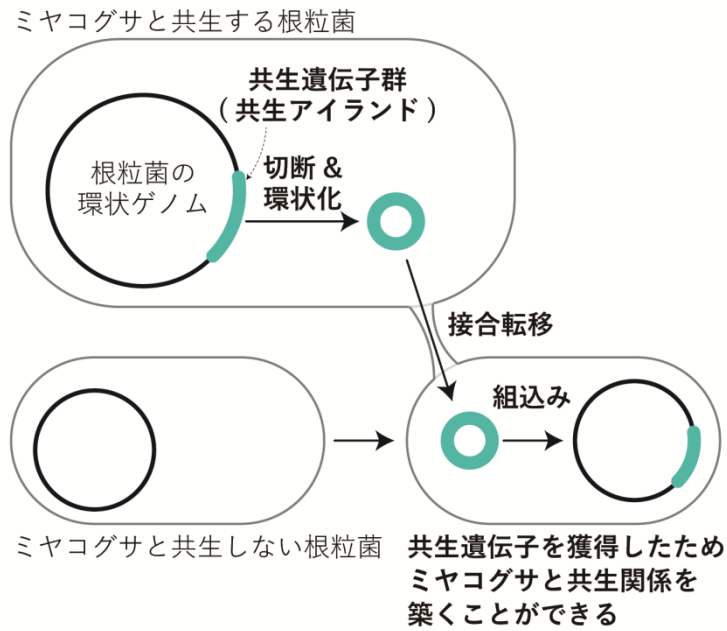 ミヤコグサと共生する根粒菌
共生遺伝子群
( 共生アイランド )
根粒菌の
環状ゲノム
切断 &
環状化
接合転移
組込み
ミヤコグサと共生しない根粒菌
共生遺伝子を獲得したため
ミヤコグサと共生関係を
築くことができる